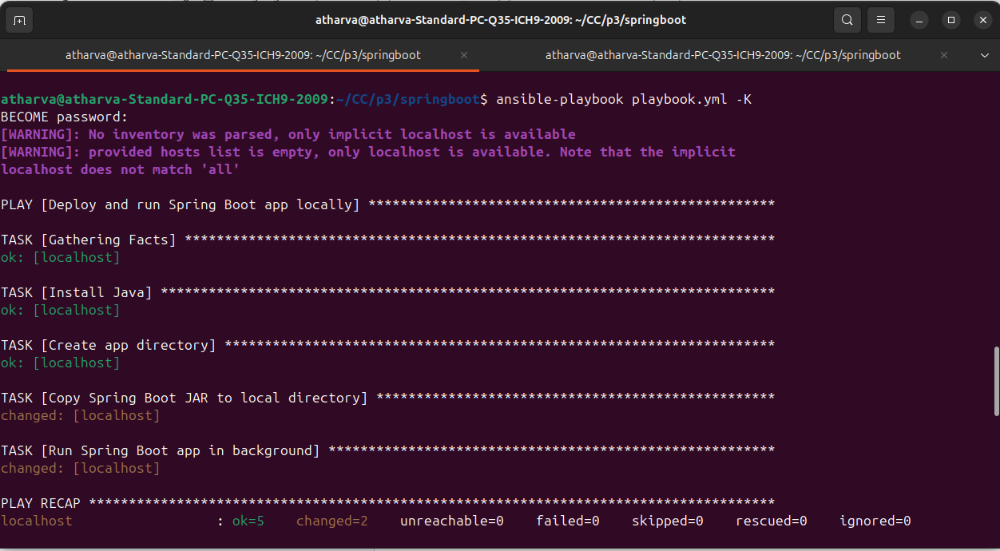 atharva@atharva-Standard-PC-Q35-ICH9-2009: ~/CC/p3/springboot
atharva@atharva-Standard-PC-Q35-ICH9-2009: ~/CC/p3/springboot
atharva@atharva-Standard-PC-Q35-ICH9-2009: ~/CC/p3/springboot
atharva@atharva-Standard-PC-Q35-ICH9-2009:~/CC/p3/springboot$ ansible-playbook playbook.yml -K
BECOME password:
[WARNING]: No inventory was parsed, only implicit localhost is available
[WARNING]: provided hosts list is empty, only localhost is available. Note that the implicit
localhost does not match 'all'
PLAY [Deploy and run Spring Boot app locally] ***************************************************
TASK [Gathering Facts] **************************************************************************
ok: [localhost]
TASK [Install Java] *****************************************************************************
ok: [localhost]
TASK [Create app directory] *********************************************************************
ok: [localhost]
TASK [Copy Spring Boot JAR to local directory] **************************************************
changed: [localhost]
TASK [Run Spring Boot app in background] ********************************************************
changed: [localhost]
PLAY RECAP **************************************************************************************
localhost                  : ok=5    changed=2    unreachable=0    failed=0    skipped=0    rescued=0    ignored=0